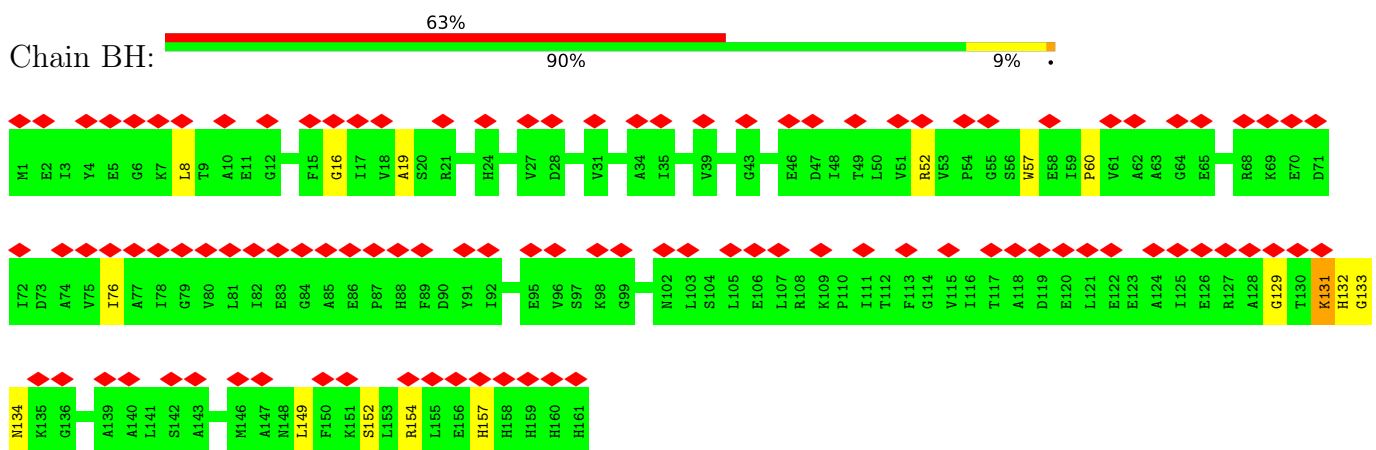 63%
Chain BH:
90% 9% •
M1 E2 I3 Y4 E5 G6 K7 L8 T9 A10 E11 G12 F15 G16 I17 V18 A19 S20 R21 H24 V27 D28 V31 A34 I35 V39 G43 E46 D47 I48 T49 L50 V51 R52 V53 P54 G55 S56 W57 E58 I59 P60 V61 A62 A63 G64 E65 R68 K69 E70 D71
I72 D73 A74 V75 I76 A77 I78 G79 V80 L81 I82 E83 G84 A85 E86 P87 H88 F89 D90 Y91 I92 E95 V96 S97 K98 G99 N102 L103 S104 L105 E106 L107 R108 K109 P110 I111 T112 F113 G114 V115 I116 T117 A118 D119 E120 L121 E122 E123 A124 I125 E126 R127 A128 G129 T130 K131 H132 G133
N134 K135 G136 A139 A140 L141 S142 A143 M146 A147 N148 L149 F150 K151 S152 L153 R154 L155 E156 H157 H158 H159 H160 H161